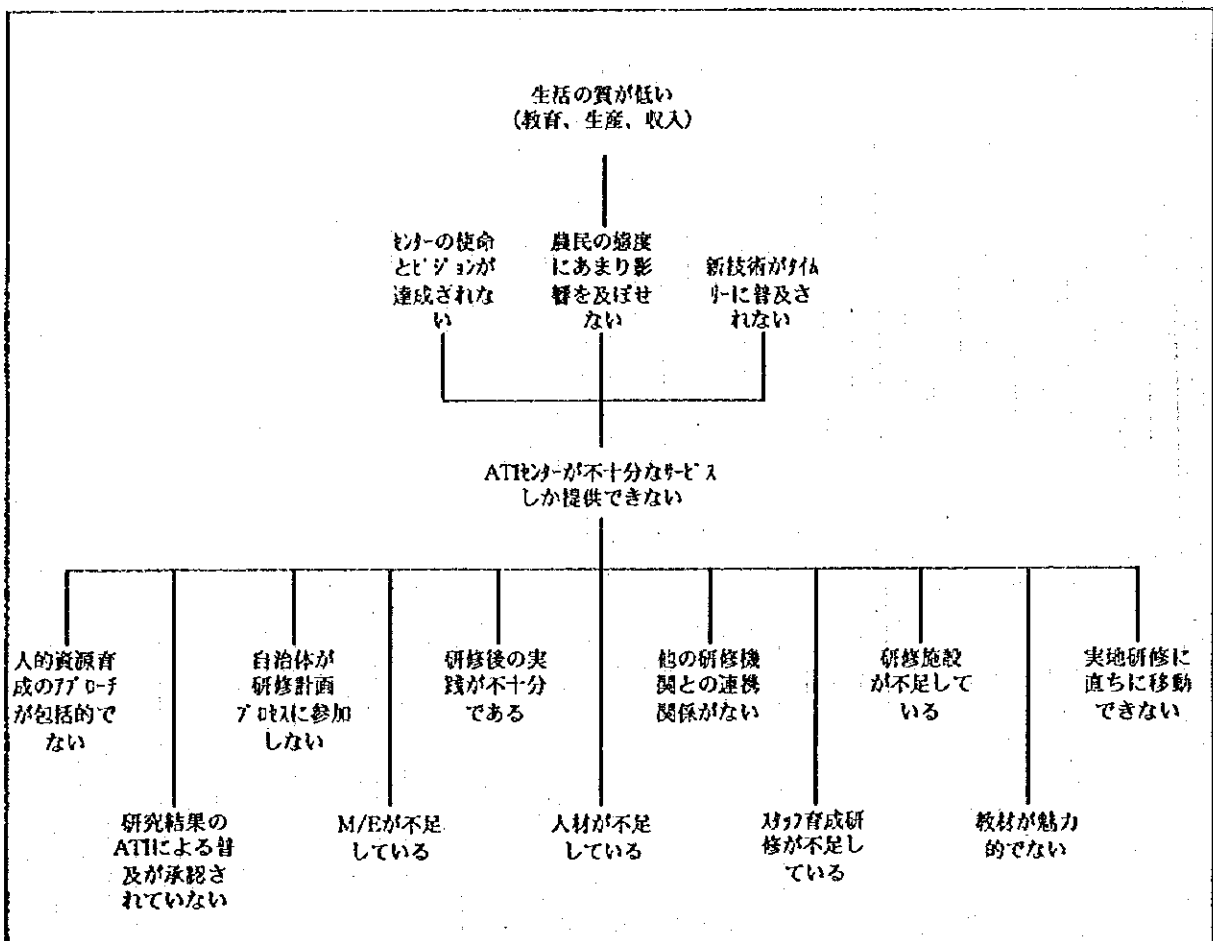 生活の質が低い
(教育、生産、収入)
センターの使命
とビジョンが
達成されな
い
農民の態度
にあまり影
響を及ぼせ
ない
新技術がタイム
リーに普及さ
れない
ATIセンターが不十分なサービス
しか提供できない
人的資源育
成のアプローチ
が包括的で
ない
自治体が
研修計画
プロセスに参加
しない
研修後の実
践が不十分
である
他の研修機
関との連携
関係がない
研修施設
が不足して
いる
実地研修に
直ちに移動
できない
研究結果の
ATIによる普
及が承認さ
れていない
M/Eが不足
している
人材が不足
している
スタッフ育成研
修が不足し
ている
教材が魅力
的でない